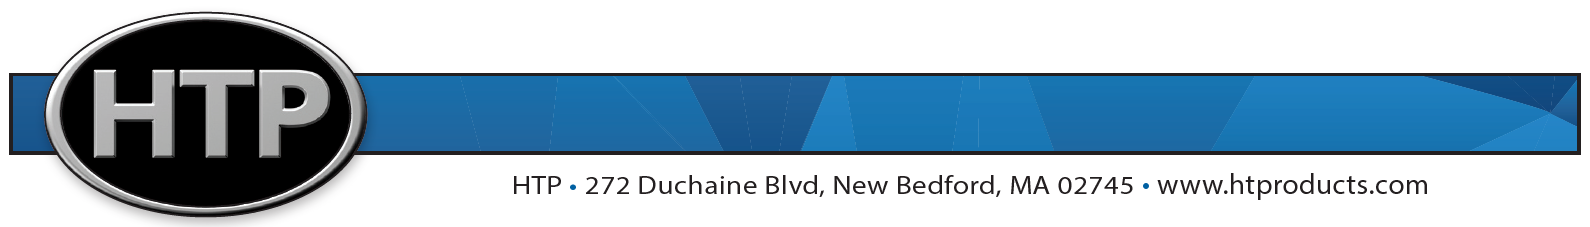 HTP
HTP • 272 Duchaine Blvd, New Bedford, MA 02745 • www.htproducts.com